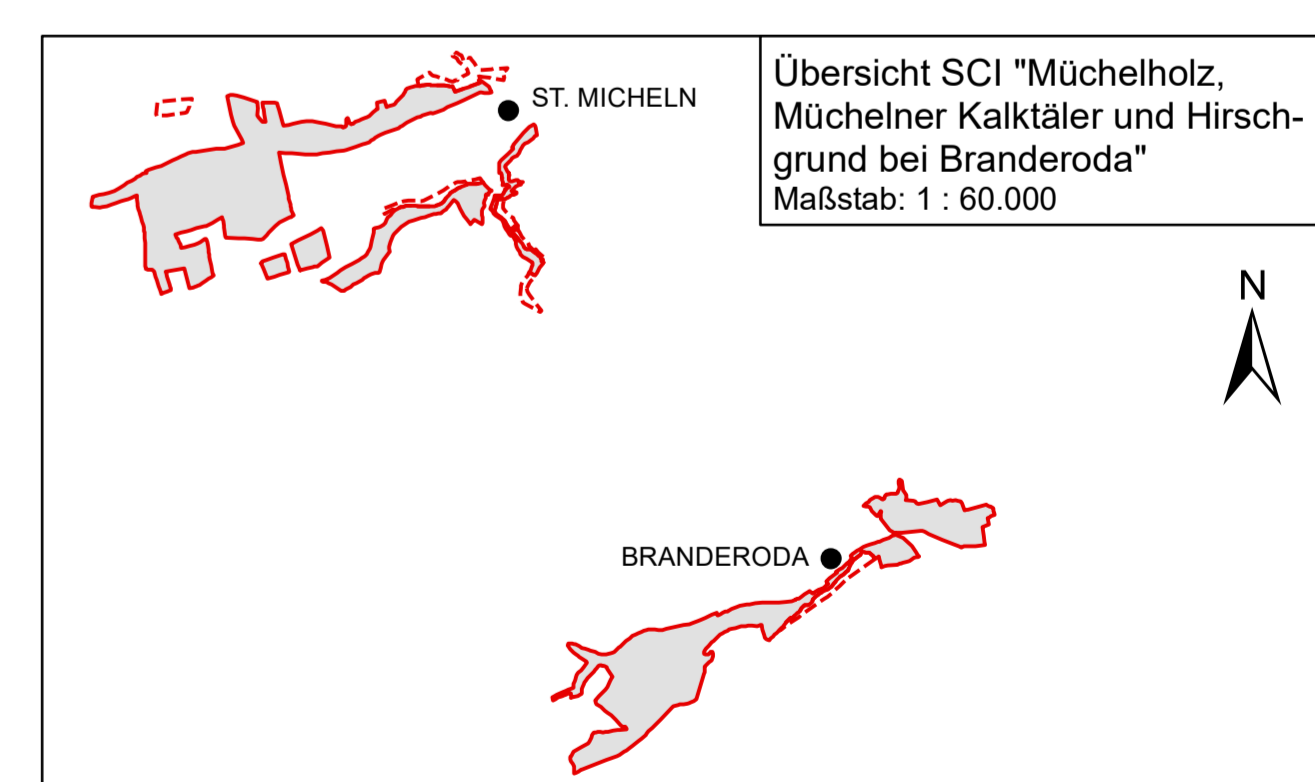 Übersicht SCI "Müchelholz,
Müchelner Kalktäler und Hirsch-
grund bei Branderoda"
Maßstab: 1 : 60.000
ST. MICHELN
N
BRANDERODA